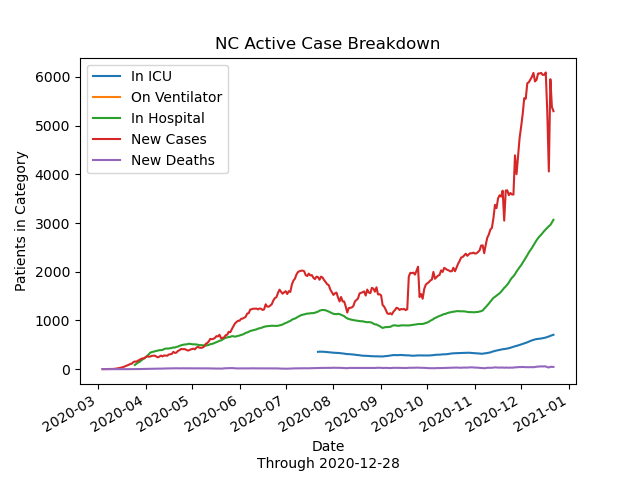 NC Active Case Breakdown
In ICU
On Ventilator
In Hospital
New Cases
New Deaths
Patients in Category
6000
5000
4000
3000
2000
1000
0
2020-03
2020-04
2020-05
2020-06
2020-07
2020-08
2020-09
2020-10
2020-11
2020-12
2021-01
Date
Through 2020-12-28